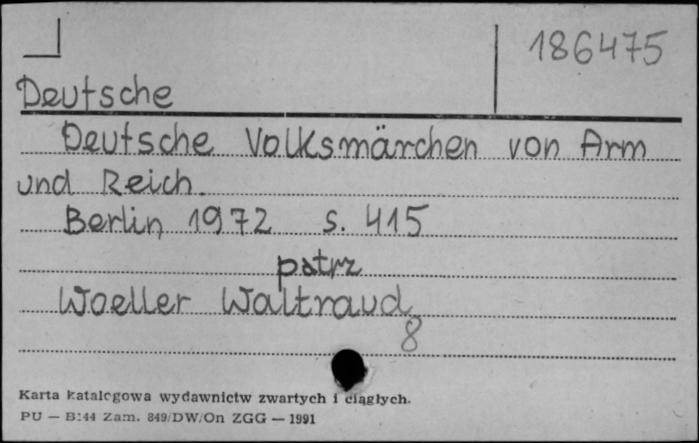 186475
Deutsche
Deutsche Volksmärchen von Arm
und Reich.
Berlin 1972 s. 415
patrz
Woeller Waltraud
8
Karta katalogowa wydawnictw zwartych i ciągłych.
PU — B:44 Zam. 849/DW/On ZGG — 1991